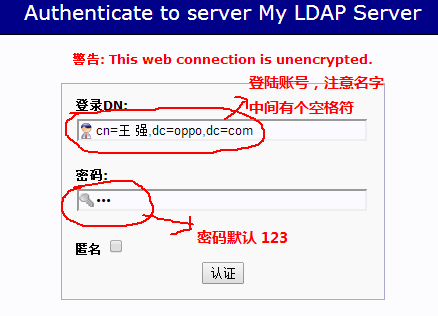 Authenticate to server My LDAP Server
警告: This web connection is unencrypted.
登陆账号，注意名字
中间有个空格符
登录DN:
cn=王 强,dc=oppo,dc=com
密码:
•••
密码默认 123
匿名
认证